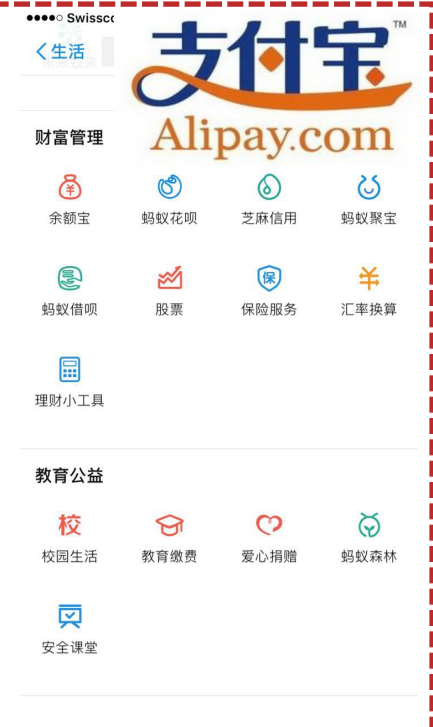 Swissco
生活
支付宝™
Alipay.com
财富管理
余额宝 蚂蚁花呗 芝麻信用 蚂蚁聚宝
蚂蚁借呗 股票 保险服务 汇率换算
理财小工具
教育公益
校园生活 教育缴费 爱心捐赠 蚂蚁森林
安全课堂